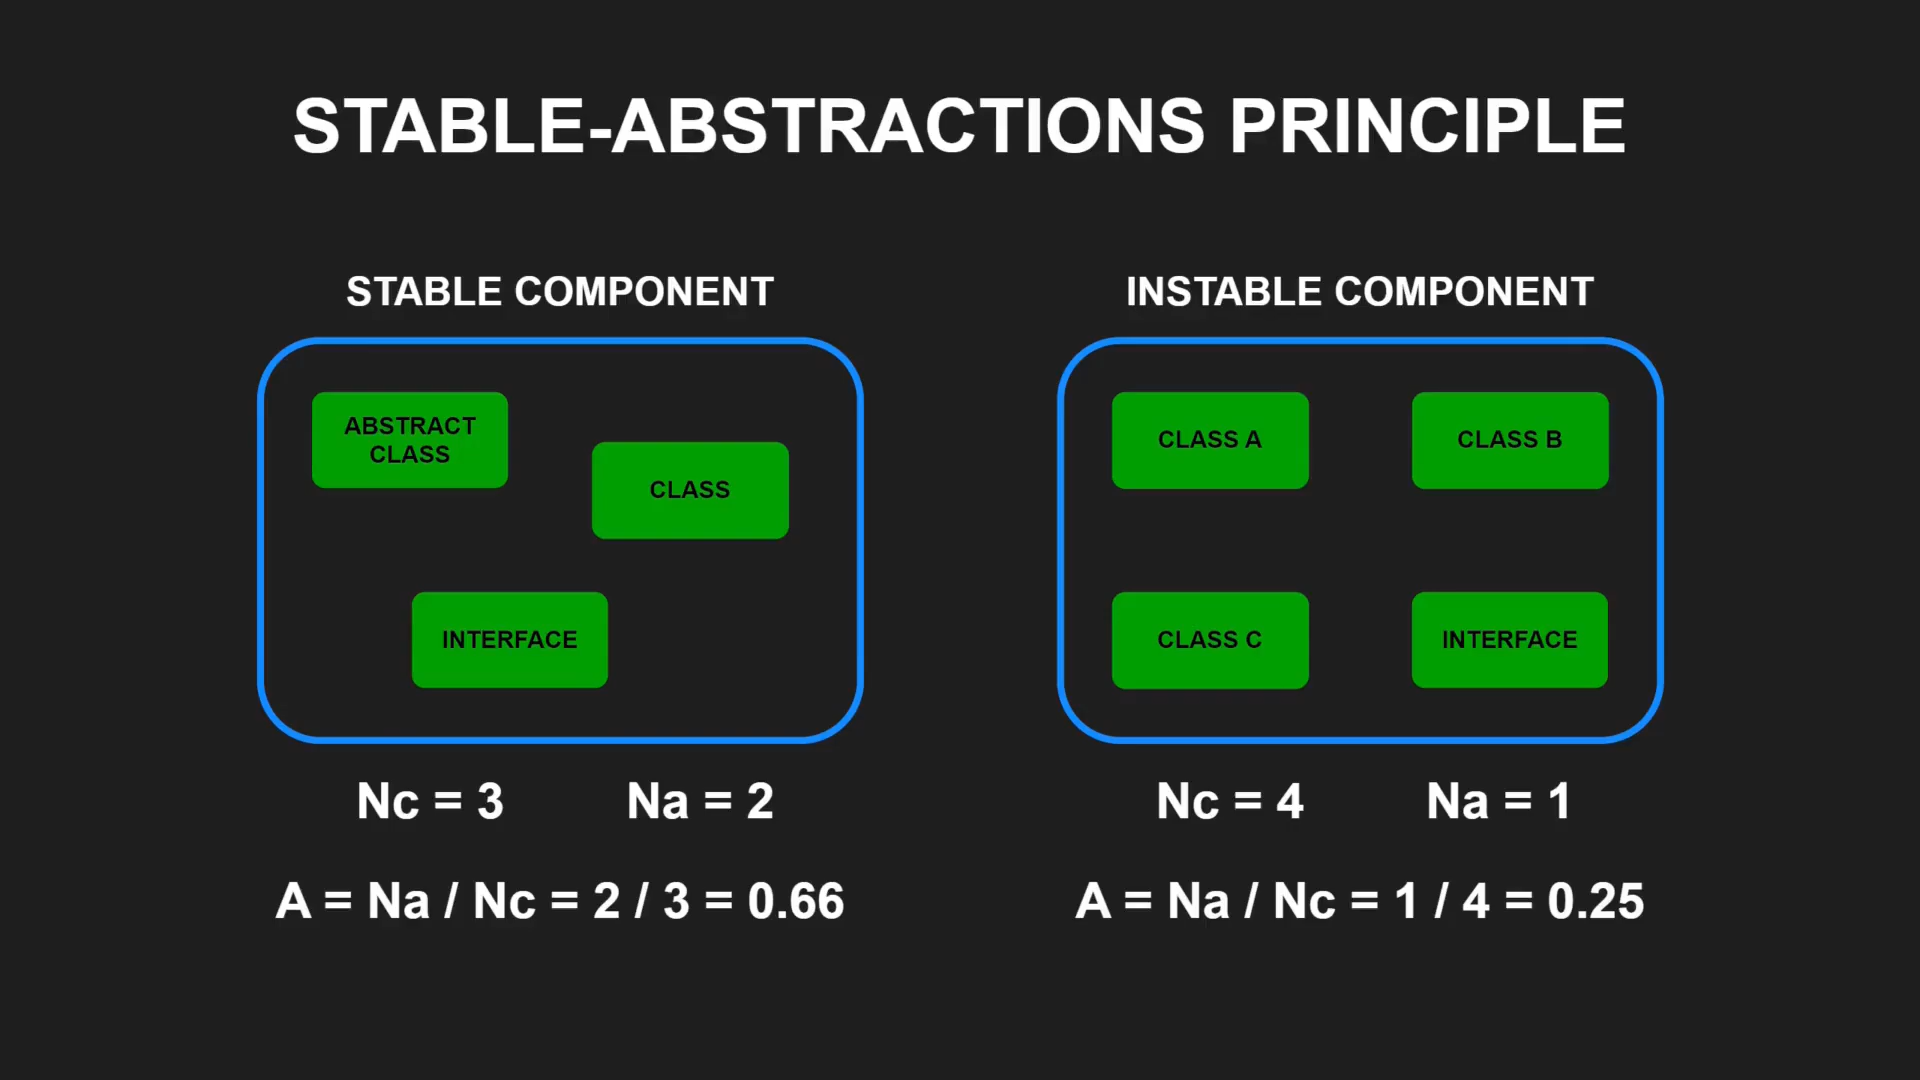 STABLE-ABSTRACTIONS PRINCIPLE
STABLE COMPONENT
ABSTRACT
CLASS
CLASS
INTERFACE
Nc = 3
Na = 2
A = Na / Nc = 2 / 3 = 0.66
INSTABLE COMPONENT
CLASS A
CLASS B
CLASS C
INTERFACE
Nc = 4
Na = 1
A = Na / Nc = 1 / 4 = 0.25